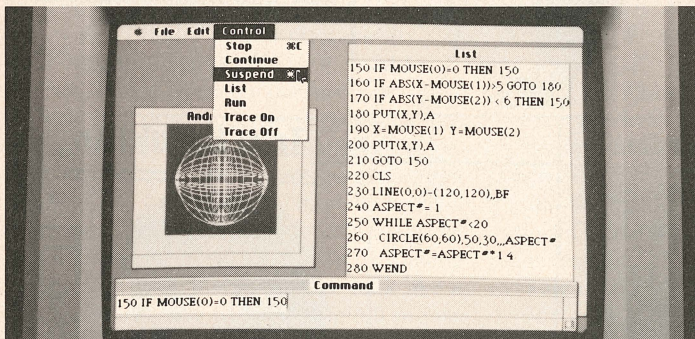 File Edit Control
Stop ⌘C
Continue
Suspend ⌘
List
Run
Trace On
Trace Off
List
150 IF MOUSE(0)=0 THEN 150
160 IF ABS(X-MOUSE(1))>5 GOTO 180
170 IF ABS(Y-MOUSE(2)) < 6 THEN 150
180 PUT(X,Y),A
190 X=MOUSE(1) Y=MOUSE(2)
200 PUT(X,Y),A
210 GOTO 150
220 CLS
230 LINE(0,0)-(120,120),,BF
240 ASPECT#= 1
250 WHILE ASPECT#<20
260 CIRCLE(60,60),50,30,,,ASPECT#
270 ASPECT#=ASPECT#*1 4
280 WEND
Command
150 IF MOUSE(0)=0 THEN 150